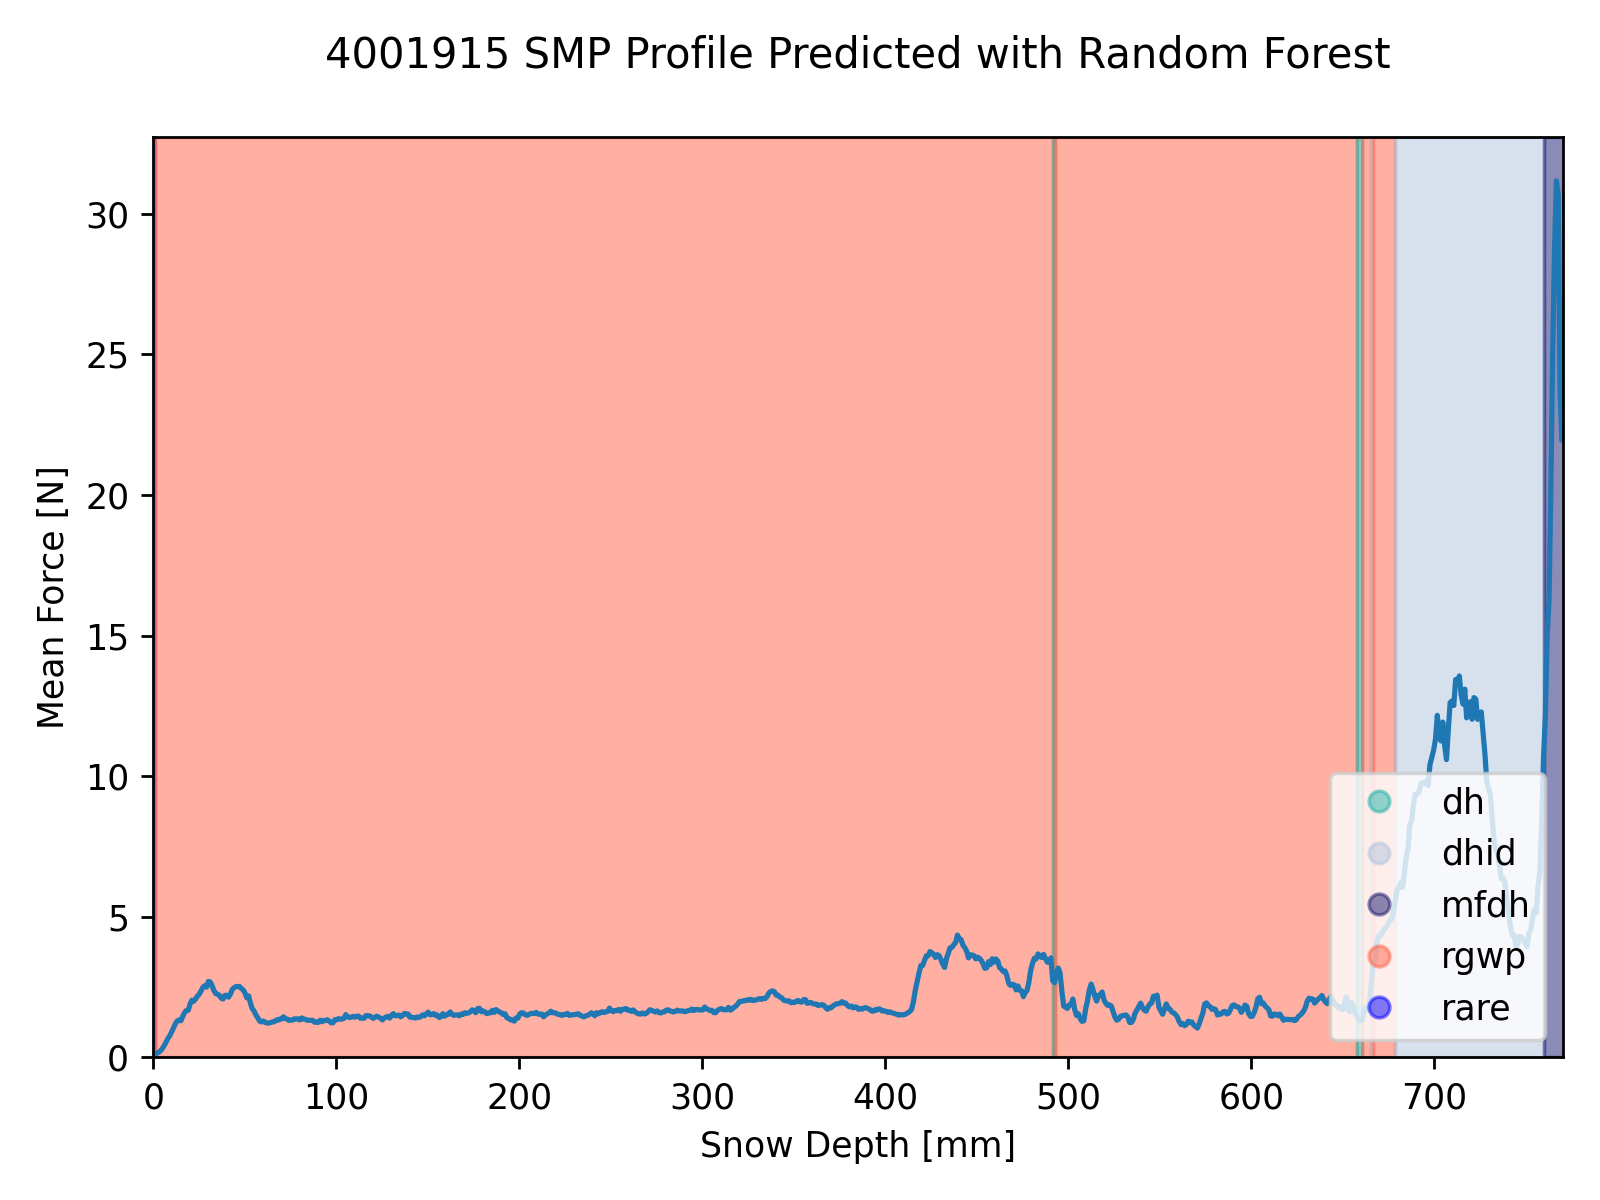 4001915 SMP Profile Predicted with Random Forest
30
25
20
15
10
5
0
Mean Force [N]
dh
dhid
mfdh
rgwp
rare
0 100 200 300 400 500 600 700
Snow Depth [mm]